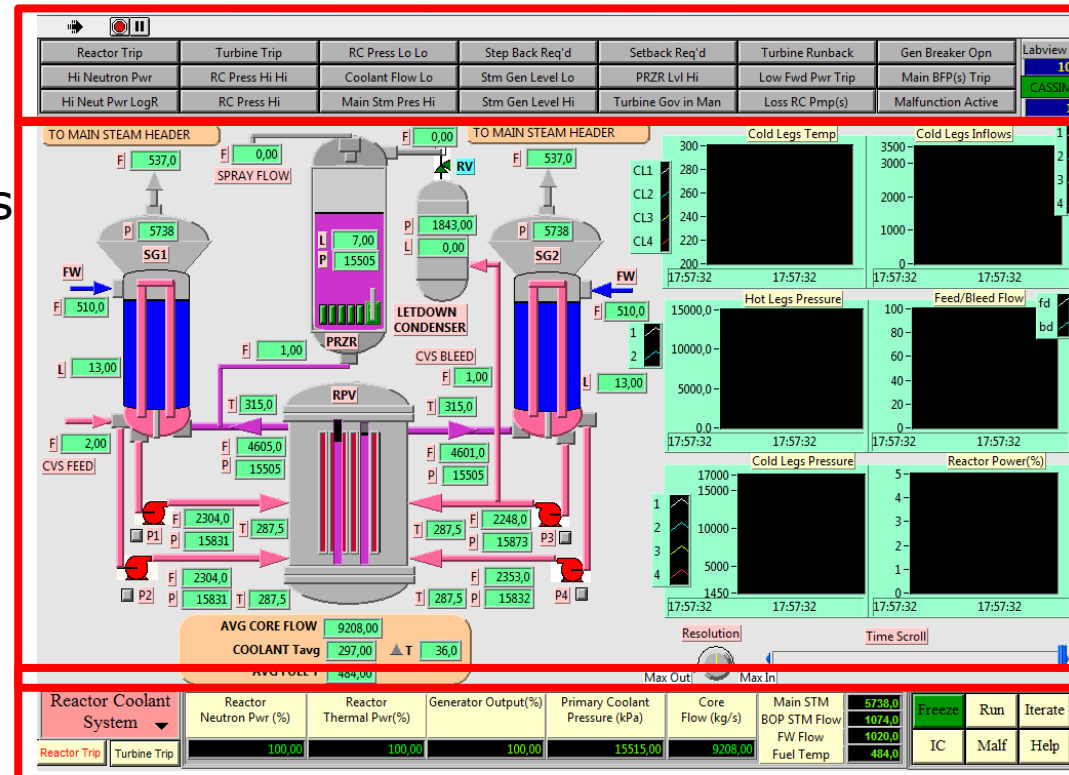 Reactor Trip Turbine Trip RC Press Lo Lo Step Back Req'd Setback Req'd Turbine Runback Gen Breaker Opn Labview
Hi Neutron Pwr RC Press Hi Hi Coolant Flow Lo Stm Gen Level Lo PRZR Lvl Hi Low Fwd Pwr Trip Main BFP(s) Trip 10
CASSIM
Hi Neut Pwr LogR RC Press Hi Main Stm Pres Hi Stm Gen Level Hi Turbine Gov in Man Loss RC Pmp(s) Malfunction Active 1
s
TO MAIN STEAM HEADER
F 537,0
F 0,00
SPRAY FLOW
F 0,00
RV
TO MAIN STEAM HEADER
F 537,0
P 5738
SG1
L 7,00
P 15505
P 1843,00
L 0,00
P 5738
SG2
FW
F 510,0
FW
F 510,0
LETDOWN
CONDENSER
PRZR
F 1,00
CVS BLEED
F 1,00
L 13,00
L 13,00
RPV
T 315,0
T 315,0
F 2,00
CVS FEED
F 4605,0
P 15505
F 4601,0
P 15505
P1
F 2304,0
P 15831
T 287,5
T 287,5
F 2248,0
P 15873
P3
P2
F 2304,0
P 15831
T 287,5
T 287,5
F 2353,0
P 15832
P4
AVG CORE FLOW 9208,00
COOLANT Tavg 297,00 T 36,0
AVG FUEL T 484,00
Cold Legs Temp
300
280
260
240
220
200
CL1
CL2
CL3
CL4
17:57:32 17:57:32
Cold Legs Inflows
3500
3000
2000
1000
0
1
2
3
4
17:57:32 17:57:32
Hot Legs Pressure
15000,0
10000,0
5000,0
0.0
1
2
17:57:32 17:57:32
Feed/Bleed Flow
100
80
60
40
20
0
fd
bd
17:57:32 17:57:32
Cold Legs Pressure
17000
15000
10000
5000
1450
1
2
3
4
17:57:32 17:57:32
Reactor Power(%)
5
4
3
2
1
0
17:57:32 17:57:32
Resolution
Max Out Max In
Time Scroll
Reactor Coolant
System
Reactor Trip Turbine Trip
Reactor
Neutron Pwr (%)
100,00
Reactor
Thermal Pwr(%)
100,00
Generator Output(%)
100,00
Primary Coolant
Pressure (kPa)
15515,00
Core
Flow (kg/s)
9208,00
Main STM 5738,0
BOP STM Flow 1074,0
FW Flow 1020,0
Fuel Temp 484,0
Freeze Run Iterate
IC Malf Help